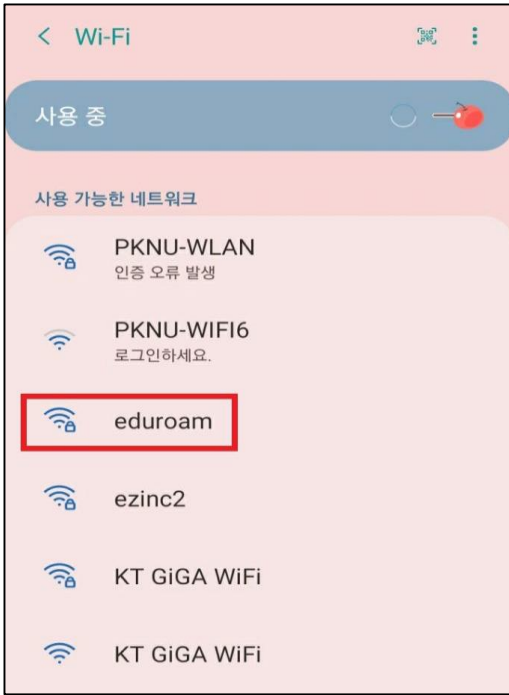 Wi-Fi
사용 중
사용 가능한 네트워크
PKNU-WLAN
인증 오류 발생
PKNU-WIFI6
로그인하세요.
eduroam
ezinc2
KT GiGA WiFi
KT GiGA WiFi